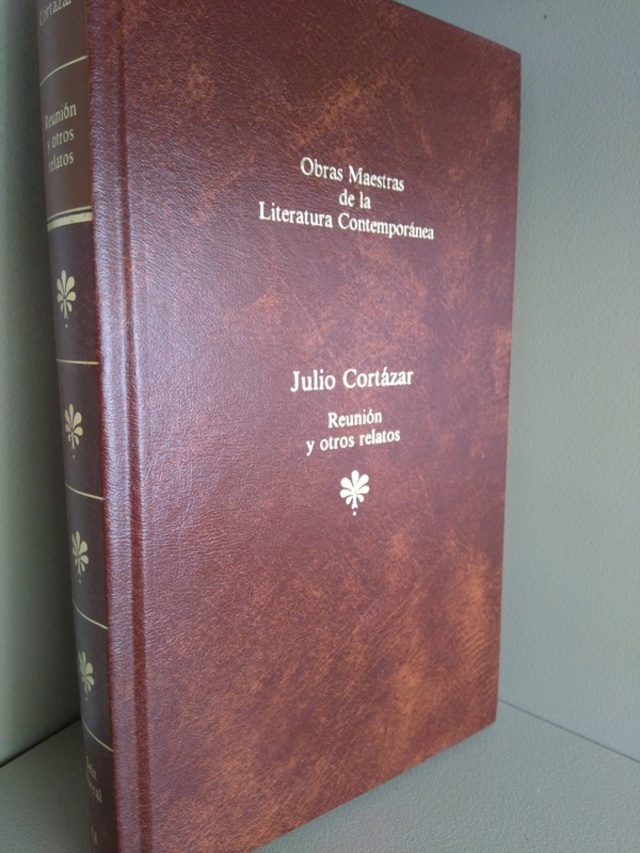 Cortázar
Reunión
y otros
relatos
Obras Maestras
de la
Literatura Contemporánea
Julio Cortázar
Reunión
y otros relatos